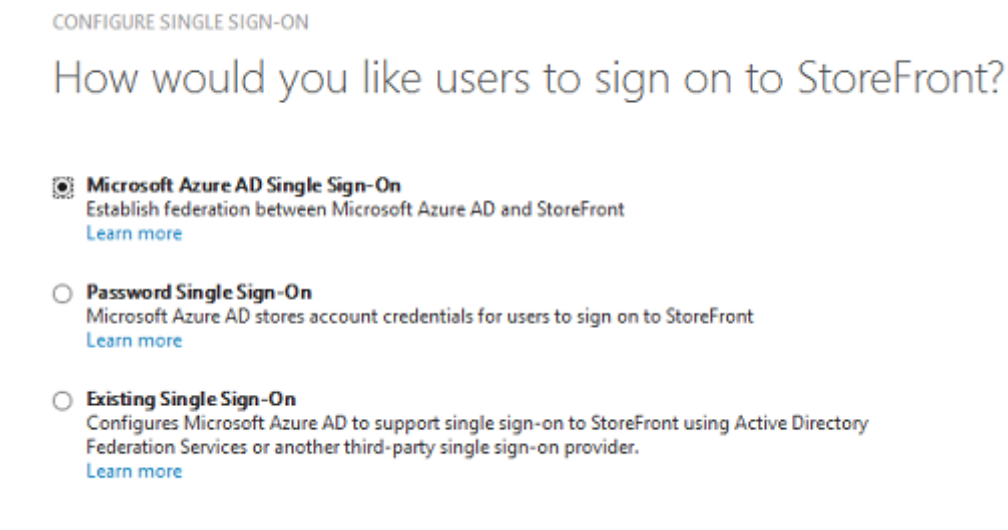 CONFIGURE SINGLE SIGN-ON
How would you like users to sign on to StoreFront?
Microsoft Azure AD Single Sign-On
Establish federation between Microsoft Azure AD and StoreFront
Learn more
Password Single Sign-On
Microsoft Azure AD stores account credentials for users to sign on to StoreFront
Learn more
Existing Single Sign-On
Configures Microsoft Azure AD to support single sign-on to StoreFront using Active Directory
Federation Services or another third-party single sign-on provider.
Learn more